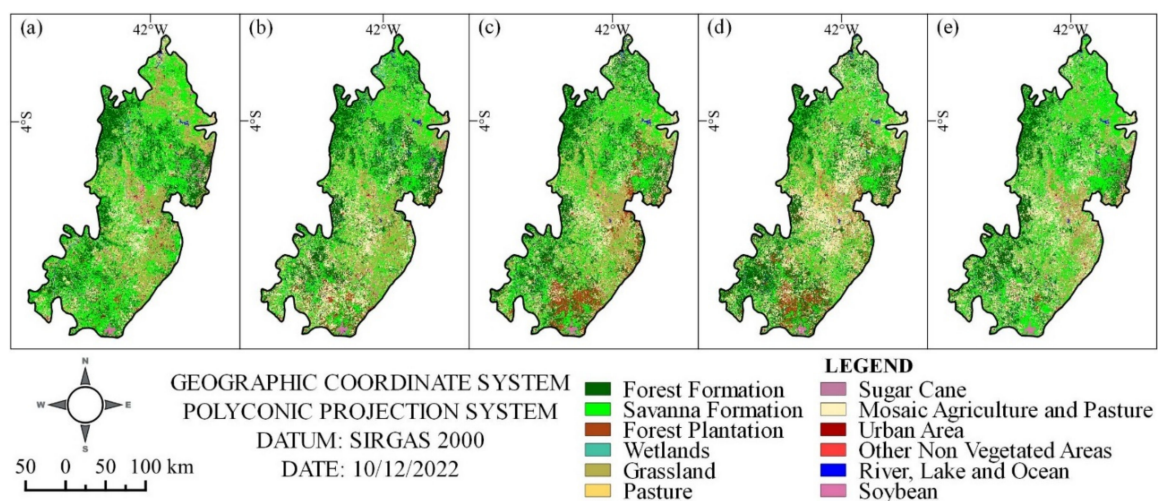 (a) 42°W
(b) 42°W
(c) 42°W
(d) 42°W
(e) 42°W
4°S
4°S
4°S
4°S
4°S
N
W E
S
50 0 50 100 km
GEOGRAPHIC COORDINATE SYSTEM
POLYCONIC PROJECTION SYSTEM
DATUM: SIRGAS 2000
DATE: 10/12/2022
LEGEND
Forest Formation
Savanna Formation
Forest Plantation
Wetlands
Grassland
Pasture
Sugar Cane
Mosaic Agriculture and Pasture
Urban Area
Other Non Vegetated Areas
River, Lake and Ocean
Soybean